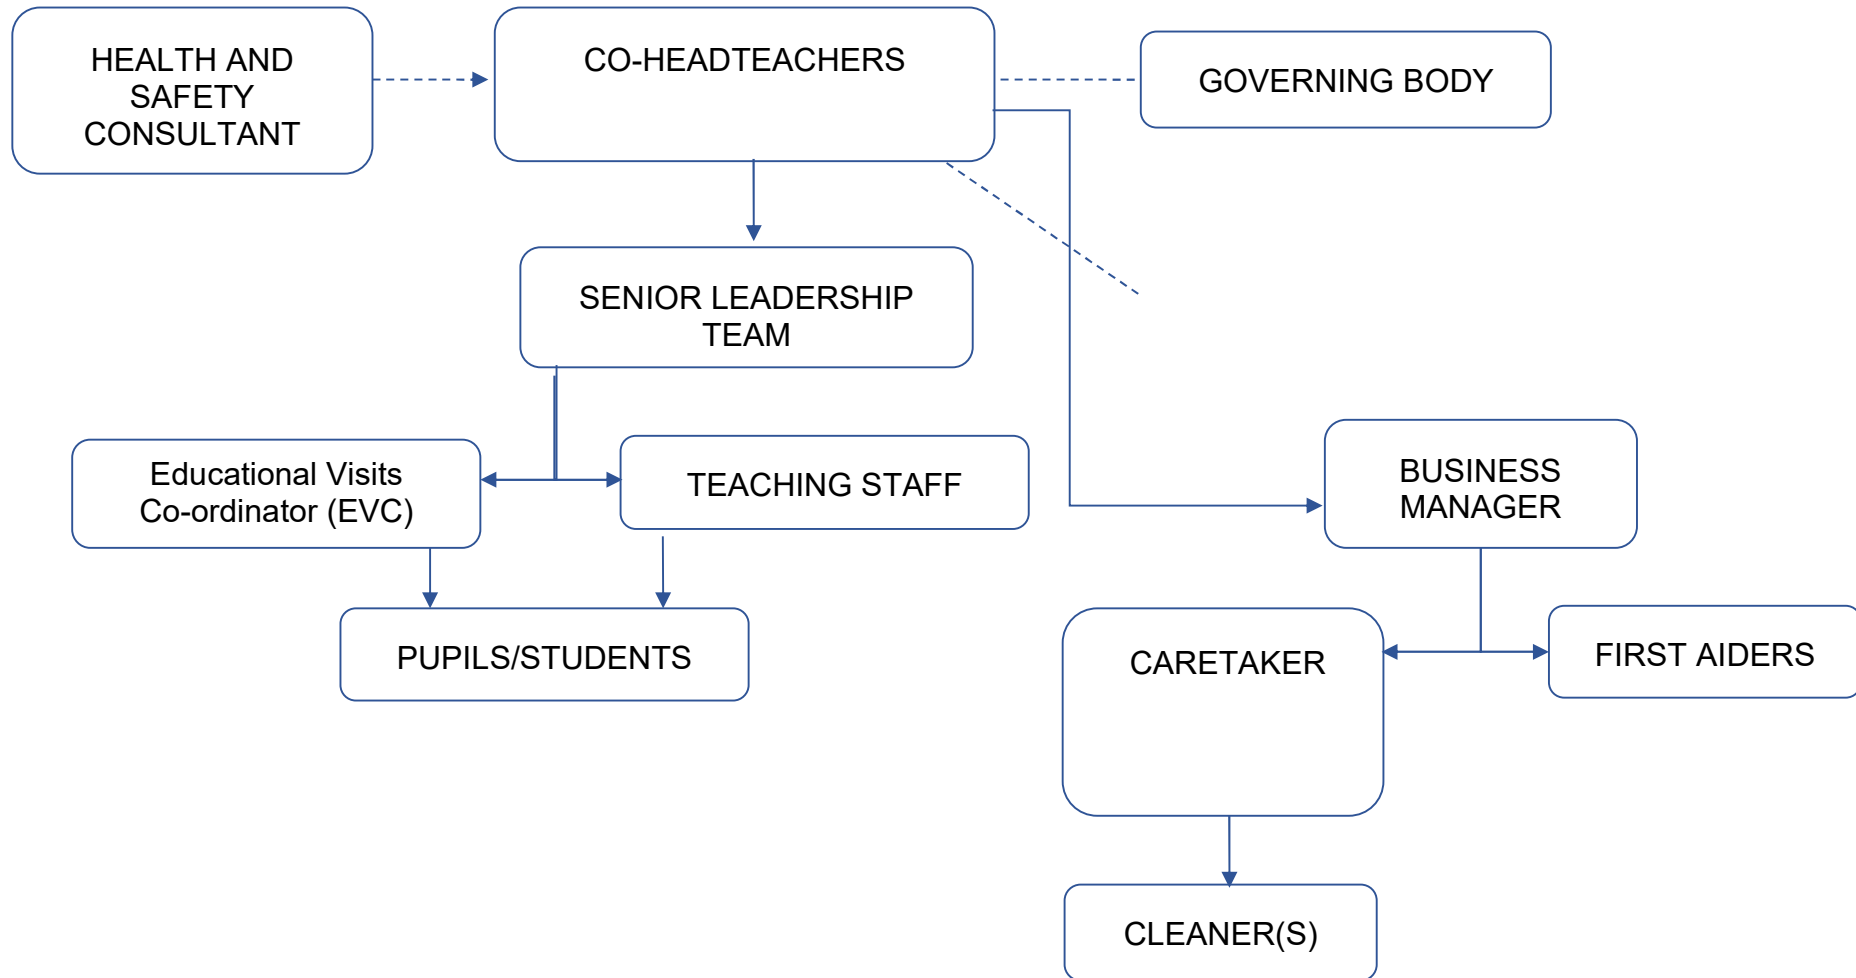 HEALTH AND
SAFETY
CONSULTANT
CO-HEADTEACHERS
GOVERNING BODY
SENIOR LEADERSHIP
TEAM
Educational Visits
Co-ordinator (EVC)
TEACHING STAFF
BUSINESS
MANAGER
PUPILS/STUDENTS
CARETAKER
FIRST AIDERS
CLEANER(S)